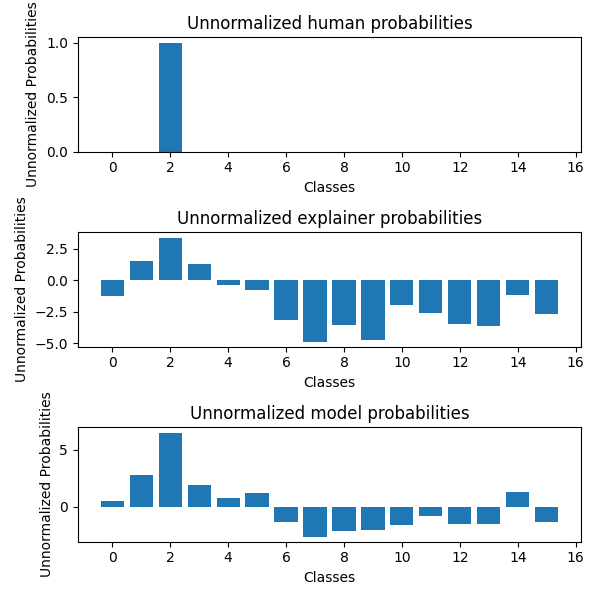 Unnormalized human probabilities
Unnormalized Probabilities
1.0
0.5
0.0
0 2 4 6 8 10 12 14 16
Classes
Unnormalized explainer probabilities
Unnormalized Probabilities
2.5
0.0
−2.5
−5.0
0 2 4 6 8 10 12 14 16
Classes
Unnormalized model probabilities
Unnormalized Probabilities
5
0
0 2 4 6 8 10 12 14 16
Classes